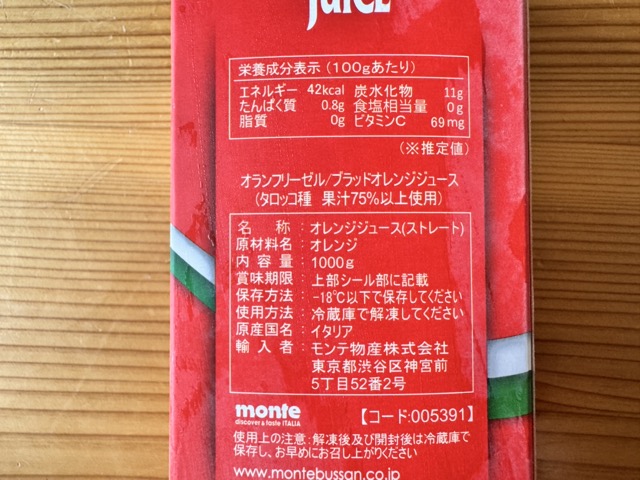 Juice
栄養成分表示（100gあたり）
エネルギー 42kcal 炭水化物 11g
たんぱく質 0.8g 食塩相当量 0g
脂質 0g ビタミンC 69mg
（※推定値）
オランフリーゼル/ブラッドオレンジジュース
（タロッコ種 果汁75%以上使用）
名称：オレンジジュース(ストレート)
原材料名：オレンジ
内容量：1000g
賞味期限：上部シール部に記載
保存方法：-18℃以下で保存してください
使用方法：冷蔵庫で解凍してください
原産国名：イタリア
輸入者：モンテ物産株式会社
東京都渋谷区神宮前
5丁目52番2号
monte
discover & taste ITALIA
【コード:005391】
使用上の注意:解凍後及び開封後は冷蔵庫で
保存し、お早めにお召し上がりください
www.montebussan.co.jp